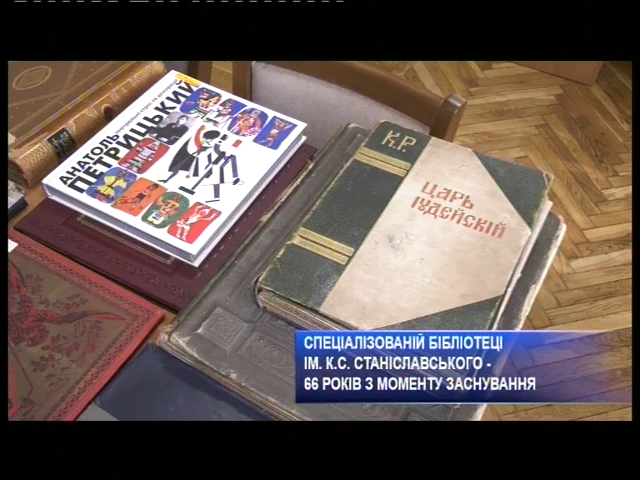 АНАТОЛЬ
ПЕТРИЦЬКИЙ
К.Р.
ЦАРЬ
ІУДЕЙСКІЙ
СПЕЦІАЛІЗОВАНІЙ БІБЛІОТЕЦІ
ІМ. К.С. СТАНІСЛАВСЬКОГО -
66 РОКІВ З МОМЕНТУ ЗАСНУВАННЯ